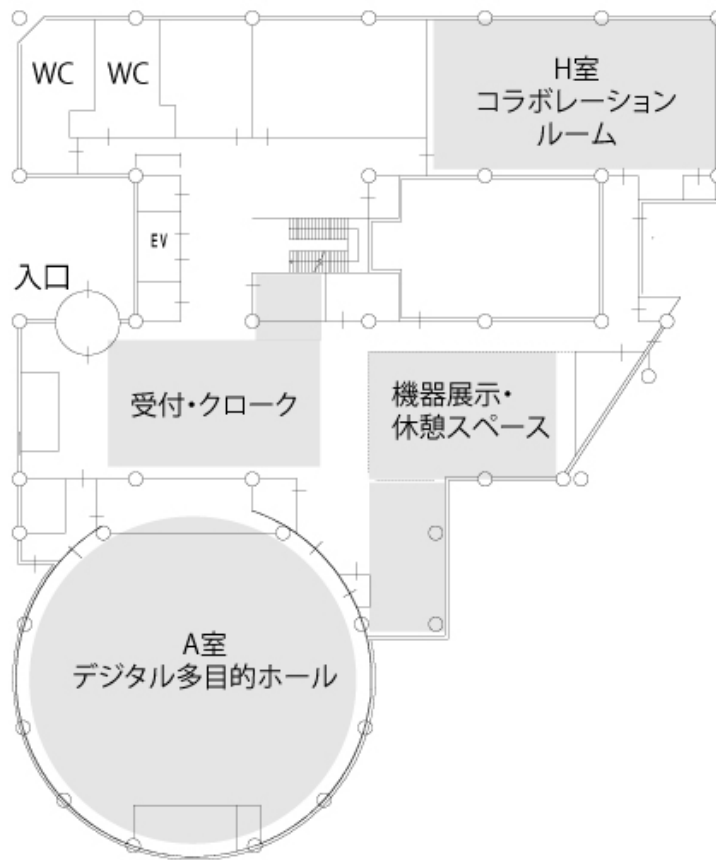 WC
WC
H室
コラボレーション
ルーム
EV
入口
受付・クローク
機器展示・
休憩スペース
A室
デジタル多目的ホール